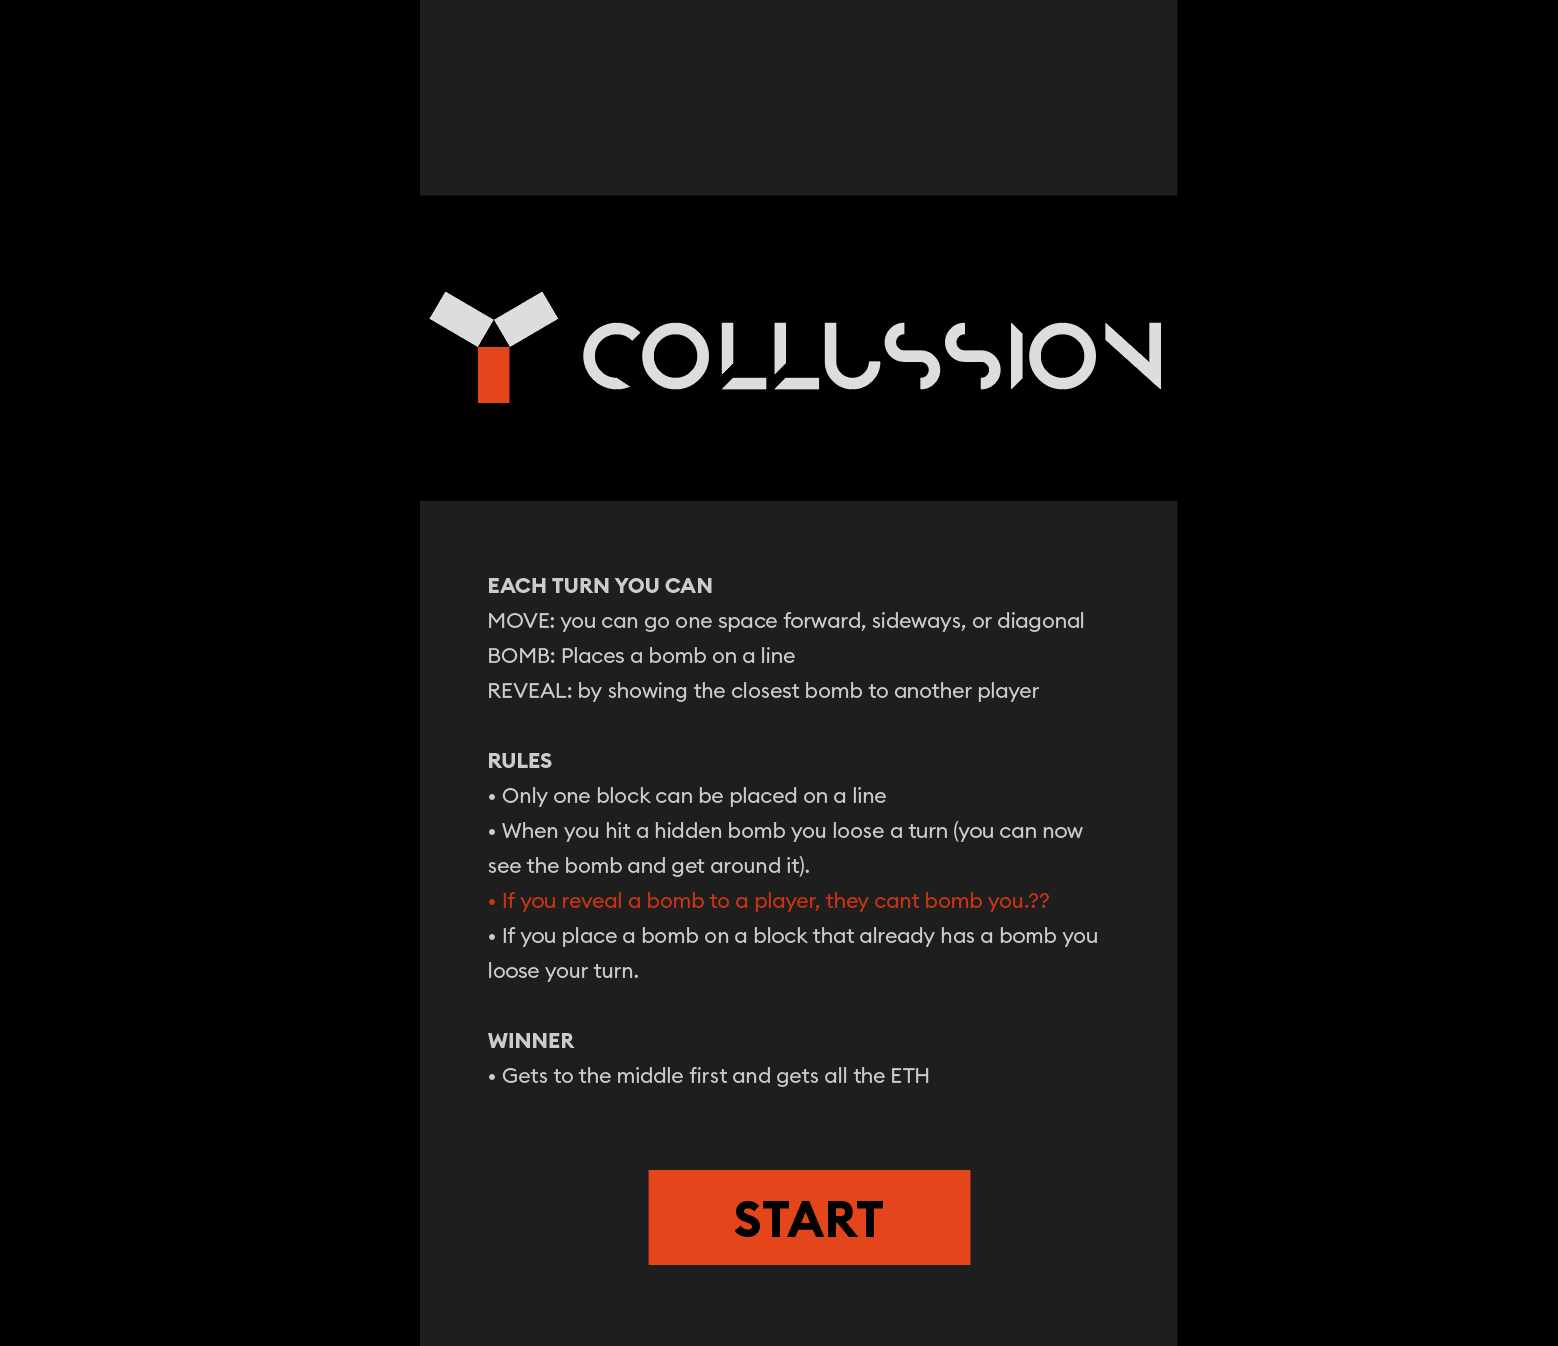 COLLUSSION
EACH TURN YOU CAN
MOVE: you can go one space forward, sideways, or diagonal
BOMB: Places a bomb on a line
REVEAL: by showing the closest bomb to another player
RULES
• Only one block can be placed on a line
• When you hit a hidden bomb you loose a turn (you can now
see the bomb and get around it).
• If you reveal a bomb to a player, they cant bomb you.??
• If you place a bomb on a block that already has a bomb you
loose your turn.
WINNER
• Gets to the middle first and gets all the ETH
START